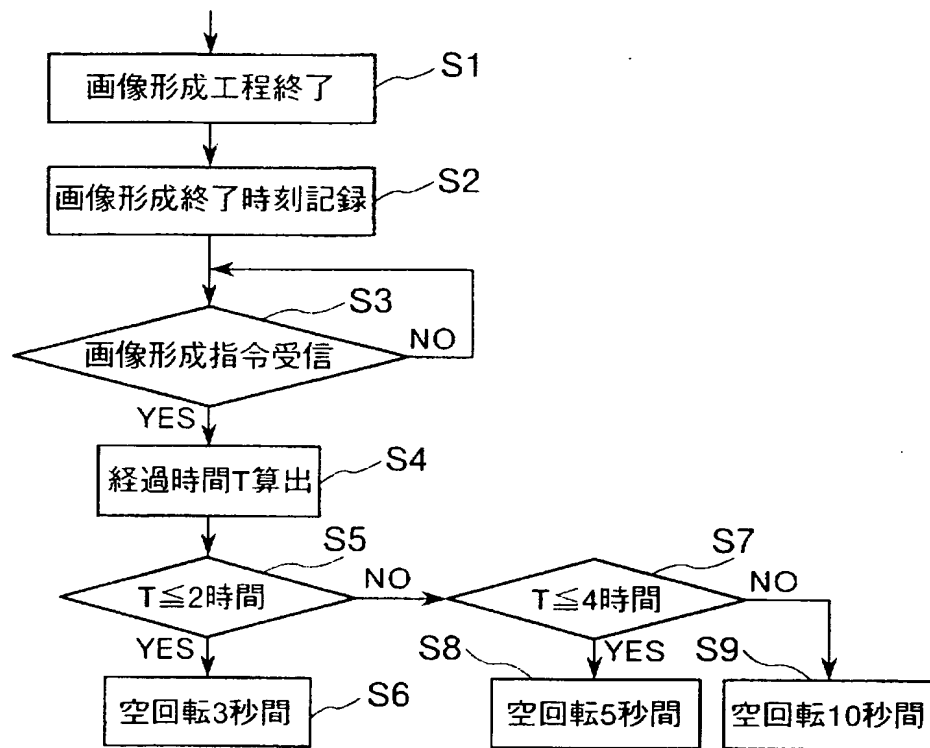 画像形成工程終了
S1
画像形成終了時刻記録
S2
S3
画像形成指令受信
NO
YES
経過時間T算出
S4
S5
T≦2時間
NO
YES
S7
T≦4時間
NO
YES
空回転3秒間
S6
S8
空回転5秒間
S9
空回転10秒間